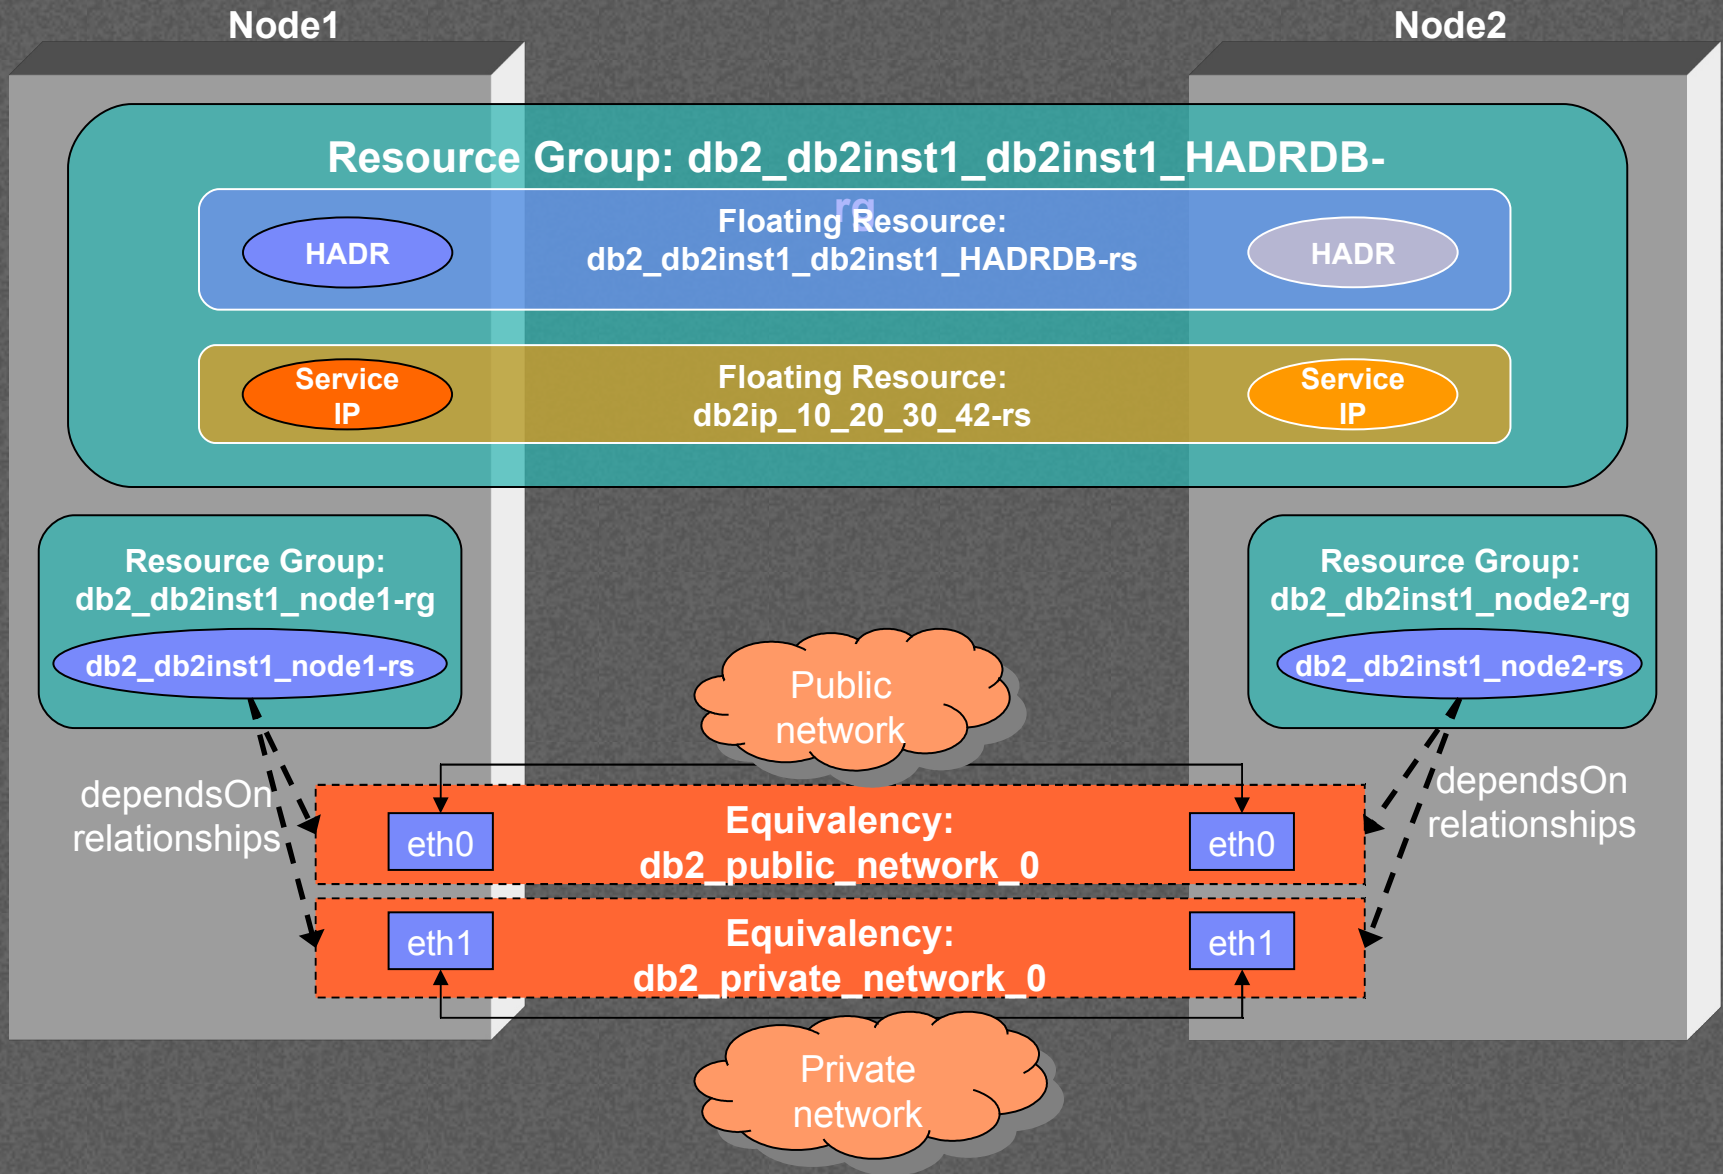 Node1
Node2
Resource Group: db2_db2inst1_db2inst1_HADRDB-
rg
HADR
Floating Resource:
db2_db2inst1_db2inst1_HADRDB-rs
HADR
Service
IP
Floating Resource:
db2ip_10_20_30_42-rs
Service
IP
Resource Group:
db2_db2inst1_node1-rg
db2_db2inst1_node1-rs
Resource Group:
db2_db2inst1_node2-rg
db2_db2inst1_node2-rs
Public
network
dependsOn
relationships
dependsOn
relationships
eth0
Equivalency:
db2_public_network_0
eth0
eth1
Equivalency:
db2_private_network_0
eth1
Private
network